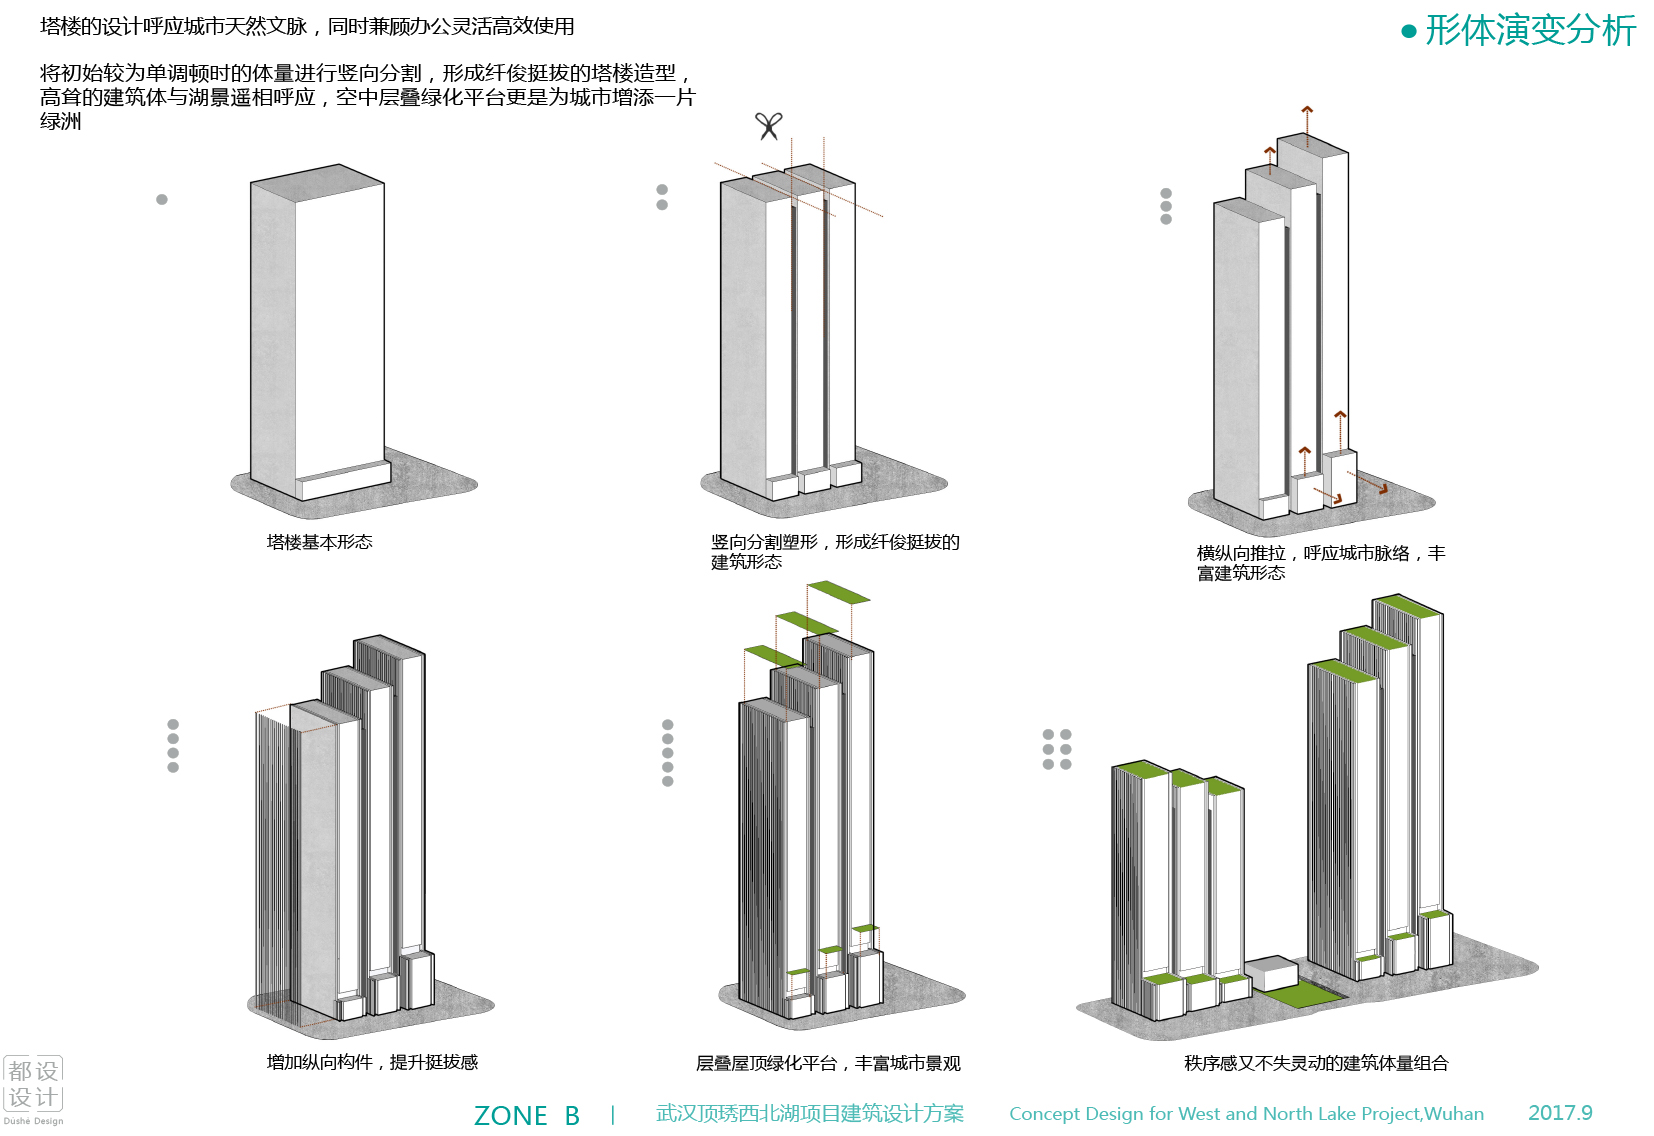 塔楼的设计呼应城市天然文脉，同时兼顾办公灵活高效使用
●形体演变分析
将初始较为单调顿时的体量进行竖向分割，形成纤俊挺拔的塔楼造型，
高耸的建筑体与湖景遥相呼应，空中层叠绿化平台更是为城市增添一片
绿洲
塔楼基本形态
竖向分割塑形，形成纤俊挺拔的
建筑形态
横纵向推拉，呼应城市脉络，丰
富建筑形态
增加纵向构件，提升挺拔感
层叠屋顶绿化平台，丰富城市景观
秩序感又不失灵动的建筑体量组合
都设
设计
Dushe Design
ZONE B | 武汉顶琇西北湖项目建筑设计方案 Concept Design for West and North Lake Project,Wuhan 2017.9